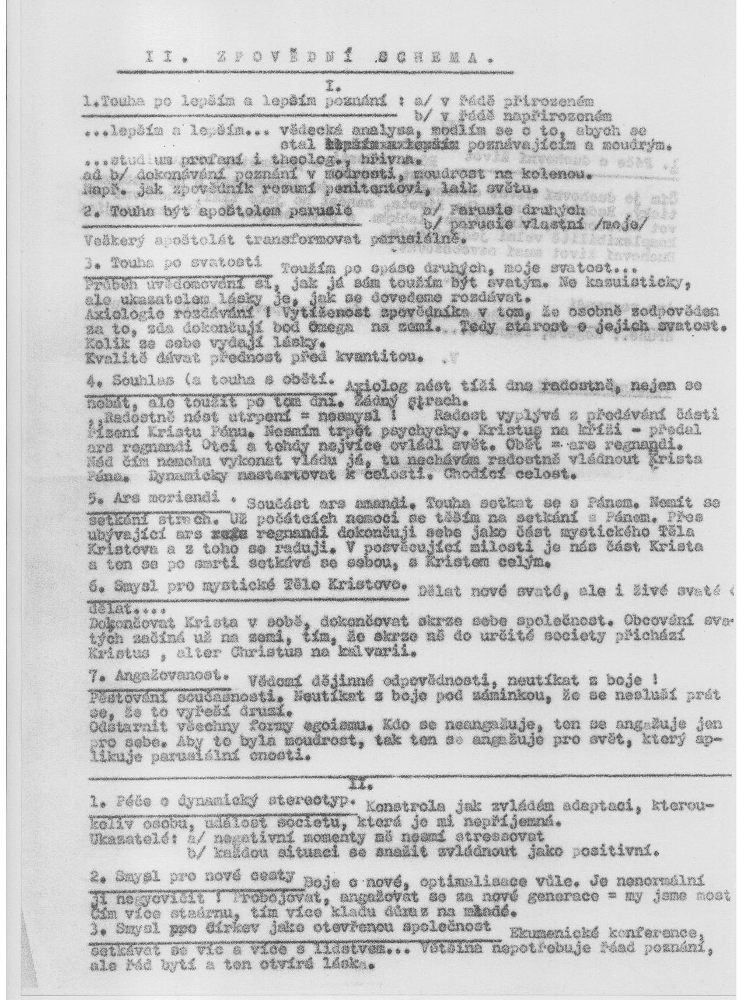 II. ZPOVĚDNÍ SCHEMA.
I.
1.Touha po lepším a lepším poznání : a/ v řádě přirozeném
b/ v řádě napřirozeném
...lepším a lepším... vědecká analysa, modlím se o to, abych se
stal lepším a lepším poznávajícím a moudrým.
...studium profaní i theolog., hřivna.
ad b/ dokonávání poznání v modrosti, moudrost na kolenou.
Např. jak zpovědník rosumí penitentovi, laik světu.
2. Touha být apoštolem parusie a/ Parusie druhých
b/ parusie vlastní /moje/
Veškerý apoštolát transformovat parusiálně.
3. Touha po svatosti Toužím po spáse druhých, moje svatost...
Průběh uvědomování si, jak já sám toužím být svatým. Ne kazuisticky,
ale ukazatelem lásky je, jak se dovedeme rozdávat.
Axiologie rozdávání ! Vytíženost zpovědníka v tom, že osobně zodpověden
za to, zda dokončují bod Omega na zemi. Tedy starost o jejich svatost.
Kolik ze sebe vydají lásky.
Kvalitě dávat přednost před kvantitou.
4. Souhlas (a touha s obětí. Axiolog nést tíži dne radostně, nejen se
nebát, ale toužit po tom dni. Žádný strach.
,,Radostně nést utrpení = nesmysl ! " Radost vyplývá z předávání části
řízení Kristu Pánu. Nesmím trpět psychycky. Kristus na kříži - předal
ars regnandi Otci a tehdy nejvíce ovládl svět. Oběť = ars regnandi.
Nád čím nemohu vykonat vládu já, tu nechávám radostně vládnout Krista
Pána. Dynamicky nastartovat k celosti. Chodící celost.
5. Ars moriendi . Součást ars amandi. Touha setkat se s Pánem. Nemít se
setkání strach. Už počátcích nemoci se těším na setkání s Pánem. Přes
ubývající ars regnandi dokončuji sebe jako část mystického Těla
Kristova a z toho se raduji. V posvěcující milosti je nás část Krista
a ten se po smrti setkává se sebou, s Kristem celým.
6. Smysl pro mystické Tělo Kristovo. Dělat nové svaté, ale i živé svaté
dělat....
Dokončovat Krista v sobě, dokončovat skrze sebe společnost. Obcování sva-
tých začíná už na zemi, tím, že skrze ně do určité society přichází
Kristus , alter Christus na kalvarii.
7. Angažovanost. Vědomí dějinné odpovědnosti, neutíkat z boje !
Pěstování současnosti. Neutíkat z boje pod záminkou, že se nesluší prát
se, že to vyřeší druzí.
Odstarnit všechny formy egoismu. Kdo se neangažuje, ten se angažuje jen
pro sebe. Aby to byla moudrost, tak ten se angažuje pro svět, který ap-
likuje parusiální cnosti.
II.
1. Péče o dynamický stereotyp. Konstrola jak zvládám adaptaci, kterou-
koliv osobu, událost societu, která je mi nepříjemná.
Ukazatelé: a/ negativní momenty mě nesmí stressovat
b/ každou situaci se snažit zvládnout jako positivní.
2. Smysl pro nové cesty Boje o nové, optimalisace vůle. Je nenormální
ji necvičit ! Probojovat, angažovat se za nové generace = my jsme most
Čím více staárnu, tím více kladu důraz na mladé.
3. Smysl pro Církev jako otevřenou společnost Ekumenické konference,
setkávat se víc a více s lidstvem... Většina nepotřebuje řáad poznání,
ale řád bytí a ten otvírá láska.